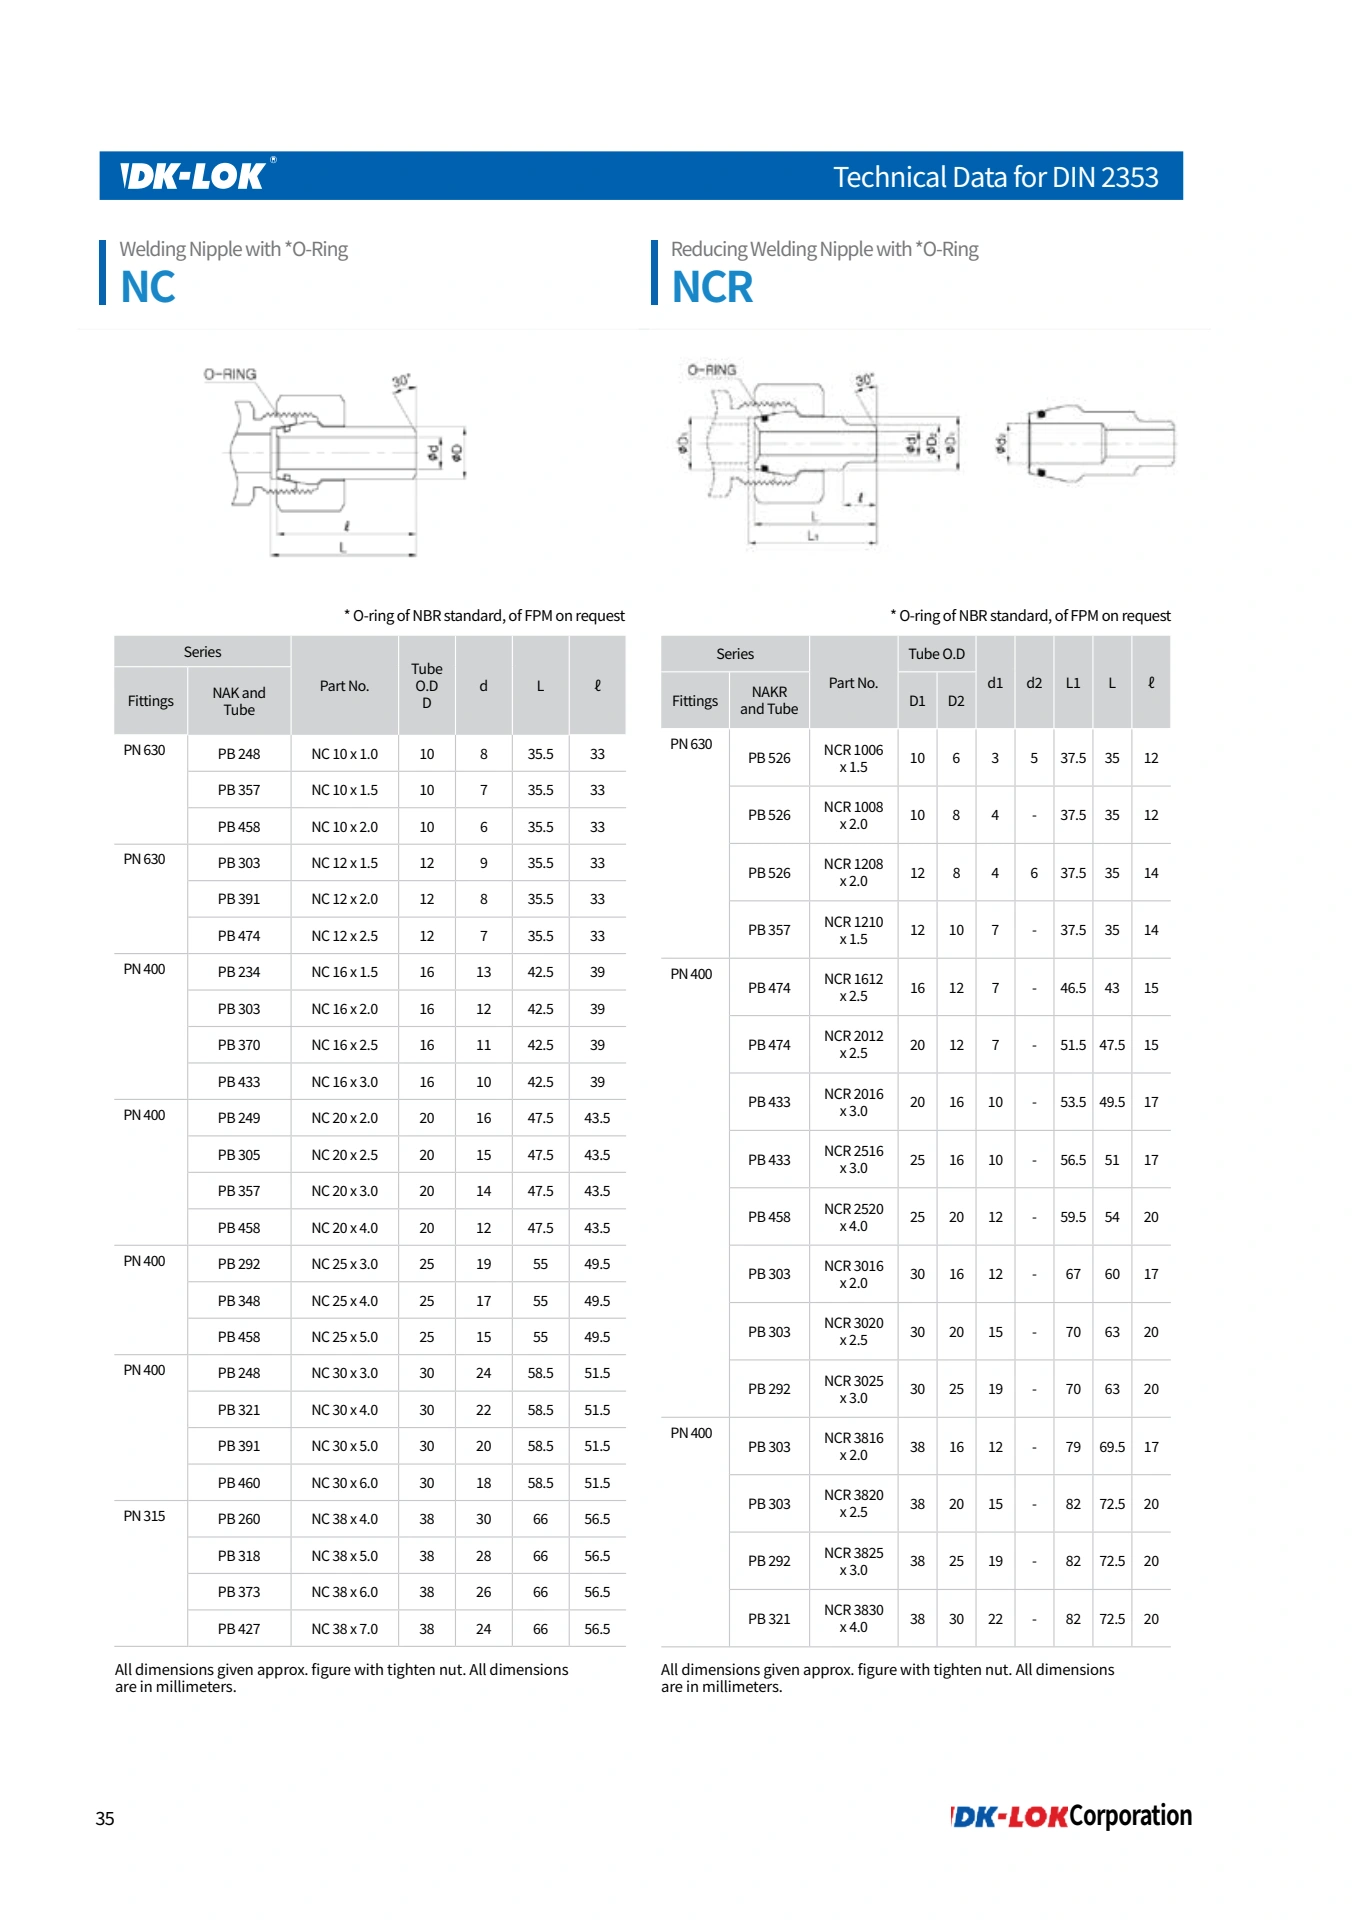 DK-LOK®
Technical Data for DIN 2353
Welding Nipple with *O-Ring
NC
O-RING
30°
Ød
ØD
ℓ
L
* O-ring of NBR standard, of FPM on request
Series
Fittings
NAK and
Tube
Part No.
Tube
O.D
D
d
L
ℓ
PN 630 PB 248 NC 10 x 1.0 10 8 35.5 33
PB 357 NC 10 x 1.5 10 7 35.5 33
PB 458 NC 10 x 2.0 10 6 35.5 33
PN 630 PB 303 NC 12 x 1.5 12 9 35.5 33
PB 391 NC 12 x 2.0 12 8 35.5 33
PB 474 NC 12 x 2.5 12 7 35.5 33
PN 400 PB 234 NC 16 x 1.5 16 13 42.5 39
PB 303 NC 16 x 2.0 16 12 42.5 39
PB 370 NC 16 x 2.5 16 11 42.5 39
PB 433 NC 16 x 3.0 16 10 42.5 39
PN 400 PB 249 NC 20 x 2.0 20 16 47.5 43.5
PB 305 NC 20 x 2.5 20 15 47.5 43.5
PB 357 NC 20 x 3.0 20 14 47.5 43.5
PB 458 NC 20 x 4.0 20 12 47.5 43.5
PN 400 PB 292 NC 25 x 3.0 25 19 55 49.5
PB 348 NC 25 x 4.0 25 17 55 49.5
PB 458 NC 25 x 5.0 25 15 55 49.5
PN 400 PB 248 NC 30 x 3.0 30 24 58.5 51.5
PB 321 NC 30 x 4.0 30 22 58.5 51.5
PB 391 NC 30 x 5.0 30 20 58.5 51.5
PB 460 NC 30 x 6.0 30 18 58.5 51.5
PN 315 PB 260 NC 38 x 4.0 38 30 66 56.5
PB 318 NC 38 x 5.0 38 28 66 56.5
PB 373 NC 38 x 6.0 38 26 66 56.5
PB 427 NC 38 x 7.0 38 24 66 56.5
All dimensions given approx. figure with tighten nut. All dimensions
are in millimeters.
Reducing Welding Nipple with *O-Ring
NCR
O-RING
30°
ØD₁
Ød₁
ØD₂
ØD₁
Ød₂
ℓ
L
L₁
* O-ring of NBR standard, of FPM on request
Series
Fittings
NAKR
and Tube
Part No.
Tube O.D
D1 D2
d1 d2 L1 L ℓ
PN 630 PB 526 NCR 1006 x 1.5 10 6 3 5 37.5 35 12
PB 526 NCR 1008 x 2.0 10 8 4 - 37.5 35 12
PB 526 NCR 1208 x 2.0 12 8 4 6 37.5 35 14
PB 357 NCR 1210 x 1.5 12 10 7 - 37.5 35 14
PN 400 PB 474 NCR 1612 x 2.5 16 12 7 - 46.5 43 15
PB 474 NCR 2012 x 2.5 20 12 7 - 51.5 47.5 15
PB 433 NCR 2016 x 3.0 20 16 10 - 53.5 49.5 17
PB 433 NCR 2516 x 3.0 25 16 10 - 56.5 51 17
PB 458 NCR 2520 x 4.0 25 20 12 - 59.5 54 20
PB 303 NCR 3016 x 2.0 30 16 12 - 67 60 17
PB 303 NCR 3020 x 2.5 30 20 15 - 70 63 20
PB 292 NCR 3025 x 3.0 30 25 19 - 70 63 20
PN 400 PB 303 NCR 3816 x 2.0 38 16 12 - 79 69.5 17
PB 303 NCR 3820 x 2.5 38 20 15 - 82 72.5 20
PB 292 NCR 3825 x 3.0 38 25 19 - 82 72.5 20
PB 321 NCR 3830 x 4.0 38 30 22 - 82 72.5 20
All dimensions given approx. figure with tighten nut. All dimensions
are in millimeters.
35
DK-LOK Corporation